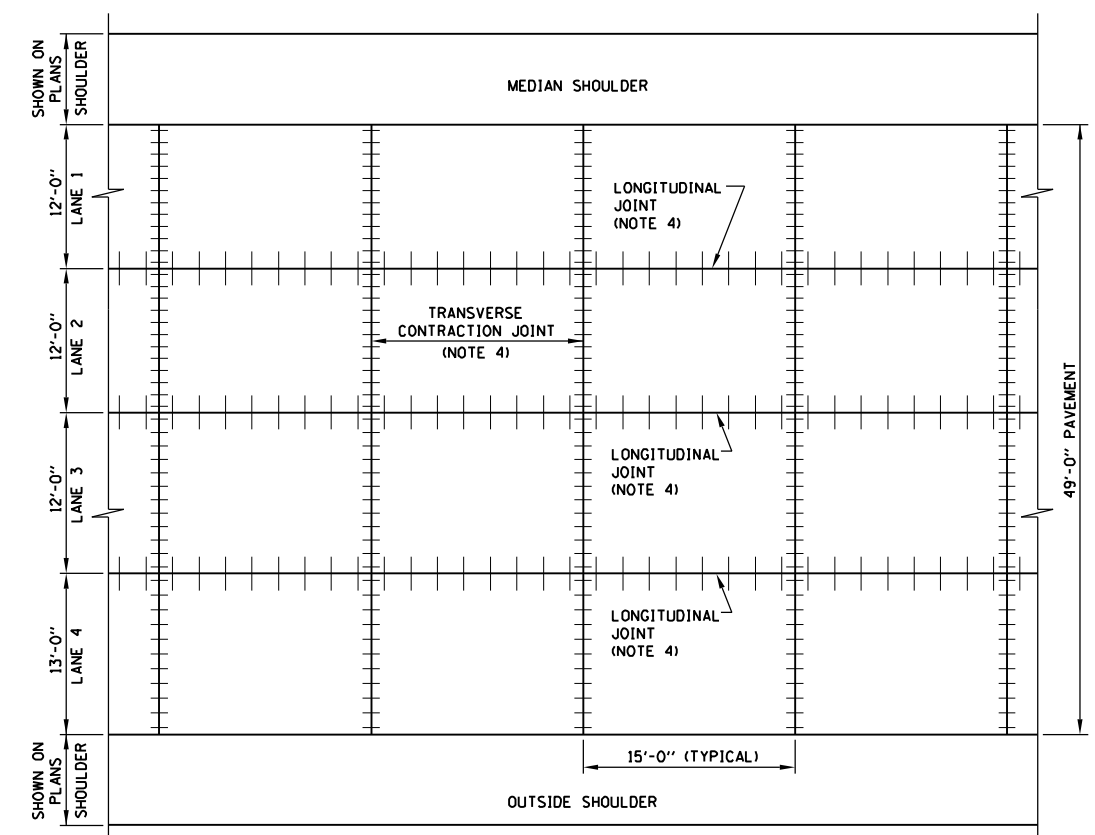 SHOWN ON
PLANS
SHOULDER
MEDIAN SHOULDER
12'-0"
LANE 1
LONGITUDINAL
JOINT
(NOTE 4)
12'-0"
LANE 2
TRANSVERSE
CONTRACTION JOINT
(NOTE 4)
12'-0"
LANE 3
LONGITUDINAL
JOINT
(NOTE 4)
49'-0" PAVEMENT
13'-0"
LANE 4
LONGITUDINAL
JOINT
(NOTE 4)
SHOWN ON
PLANS
SHOULDER
15'-0" (TYPICAL)
OUTSIDE SHOULDER